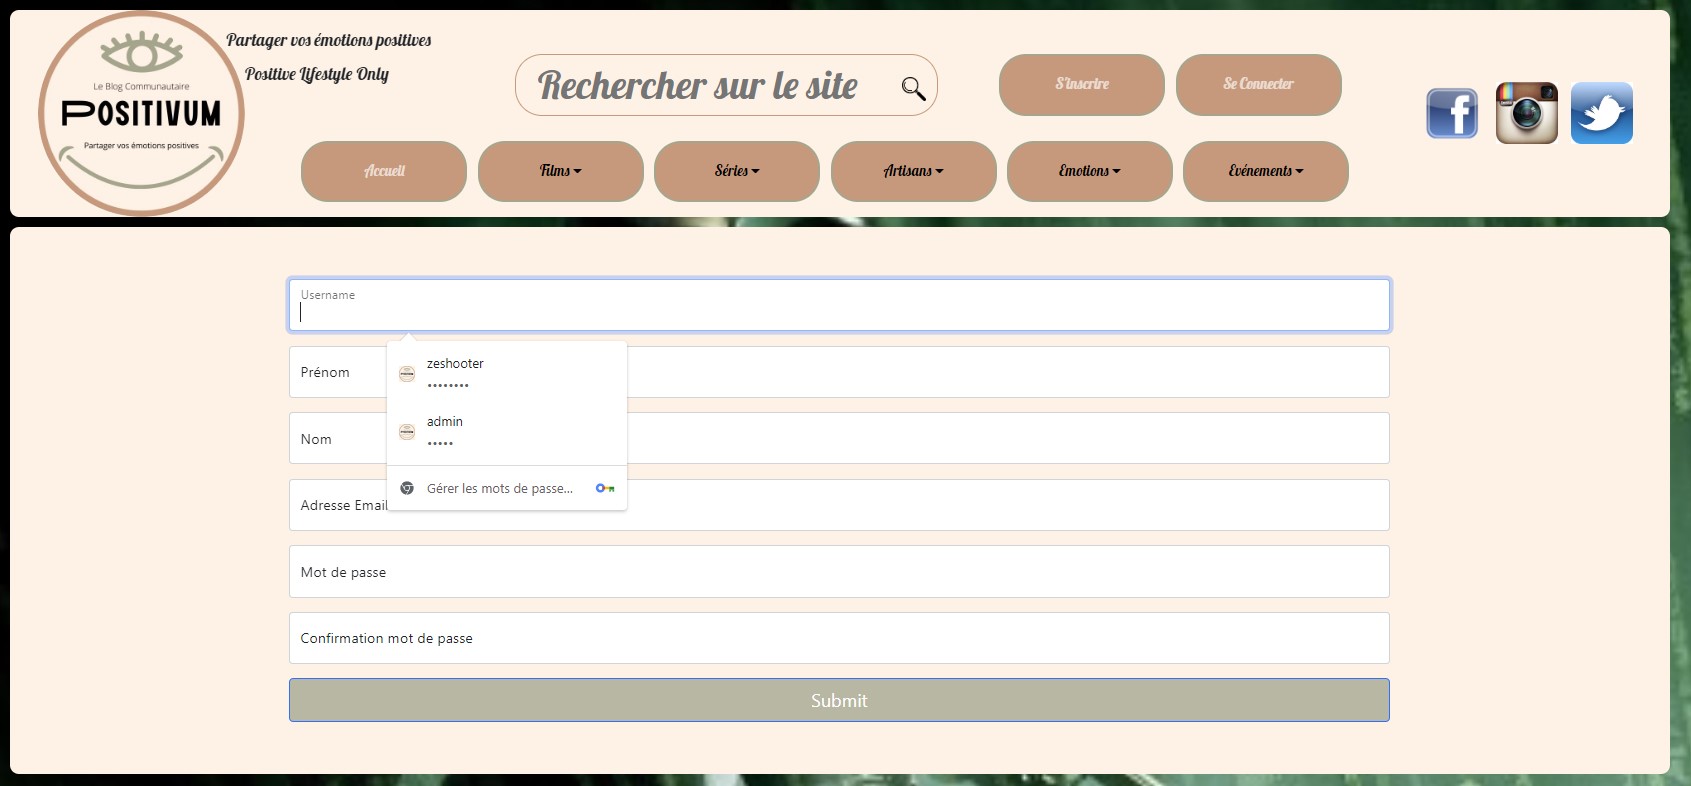 Le Blog Communautaire
POSITIVUM
Partager vos émotions positives
Partager vos émotions positives
Positive Lifestyle Only
Rechercher sur le site
S'inscrire
Se Connecter
Accueil
Films
Séries
Artisans
Emotions
Evénements
Username
zeshooter
••••••••
admin
•••••
Gérer les mots de passe...
Prénom
Nom
Adresse Email
Mot de passe
Confirmation mot de passe
Submit